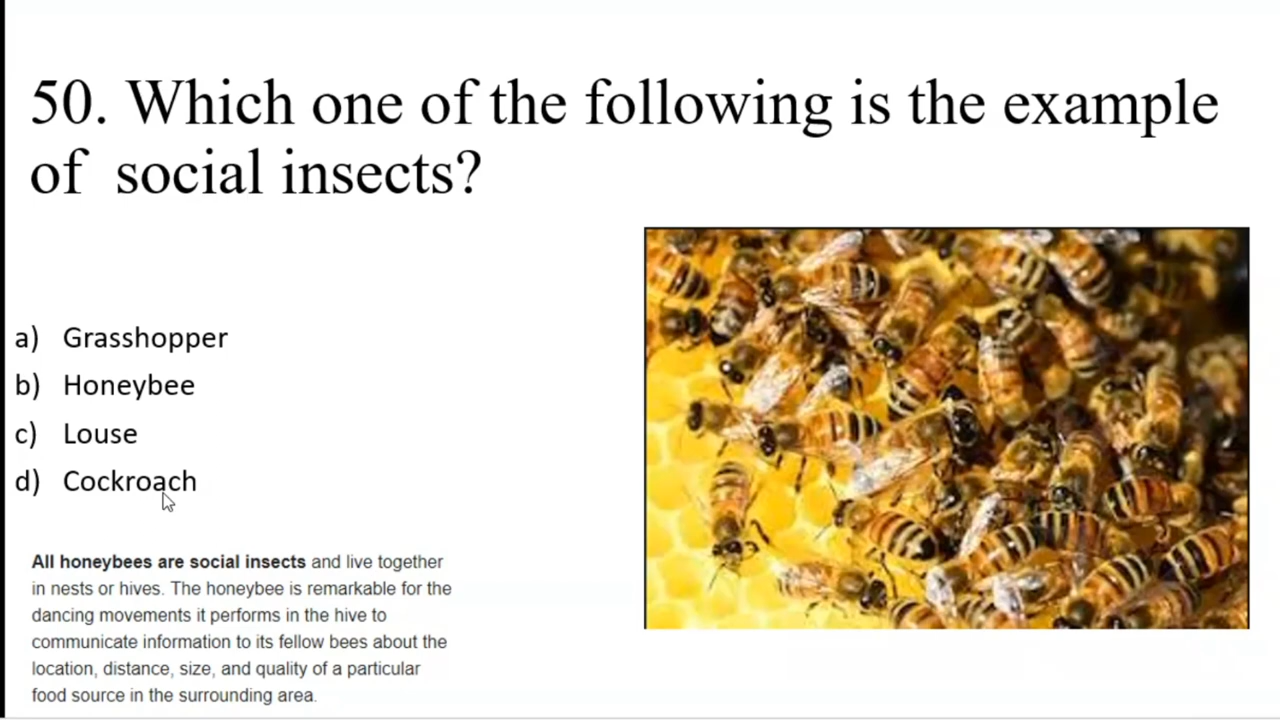 50. Which one of the following is the example
of social insects?
a) Grasshopper
b) Honeybee
c) Louse
d) Cockroach
All honeybees are social insects and live together
in nests or hives. The honeybee is remarkable for the
dancing movements it performs in the hive to
communicate information to its fellow bees about the
location, distance, size, and quality of a particular
food source in the surrounding area.